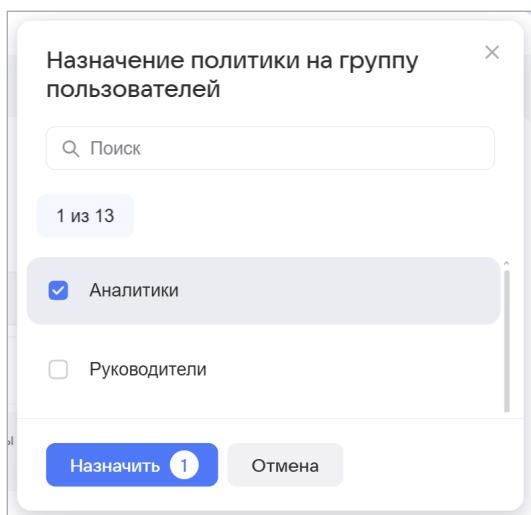 Назначение политики на группу
пользователей
Поиск
1 из 13
Аналитики
Руководители
ы
Назначить 1
Отмена